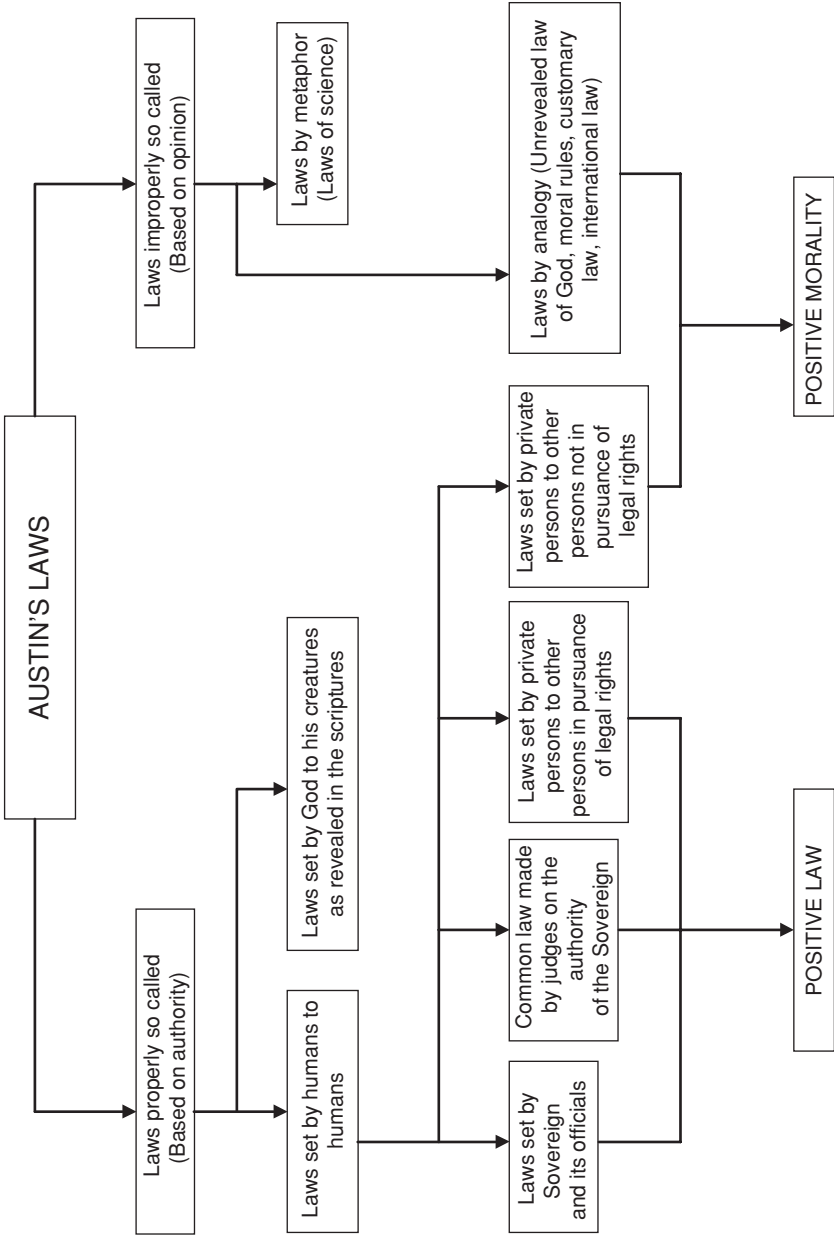 AUSTIN'S LAWS
Laws properly so called
(Based on authority)
Laws improperly so called
(Based on opinion)
Laws set by humans to
humans
Laws set by God to his creatures
as revealed in the scriptures
Laws by metaphor
(Laws of science)
Laws set by
Sovereign
and its officials
Common law made
by judges on the
authority
of the Sovereign
Laws set by private
persons to other
persons in pursuance
of legal rights
Laws set by private
persons to other
persons not in
pursuance of
legal rights
Laws by analogy (Unrevealed law
of God, moral rules, customary
law, international law)
POSITIVE LAW
POSITIVE MORALITY